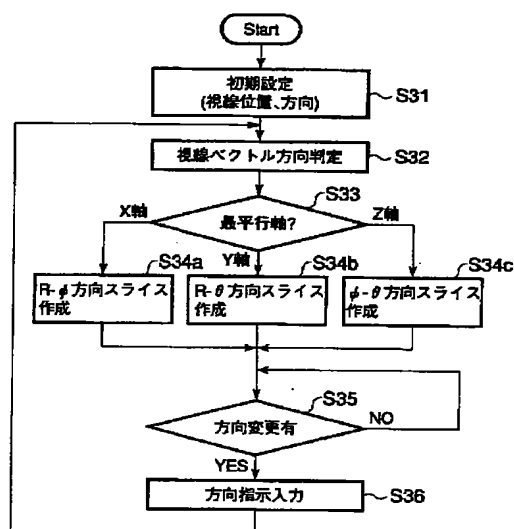 Start
初期設定
(視線位置、方向)
S31
視線ベクトル方向判定
S32
S33
最平行軸?
X軸
Y軸
Z軸
S34a
R-φ方向スライス
作成
S34b
R-θ方向スライス
作成
S34c
φ-θ方向スライス
作成
S35
方向変更有
NO
YES
方向指示入力
S36